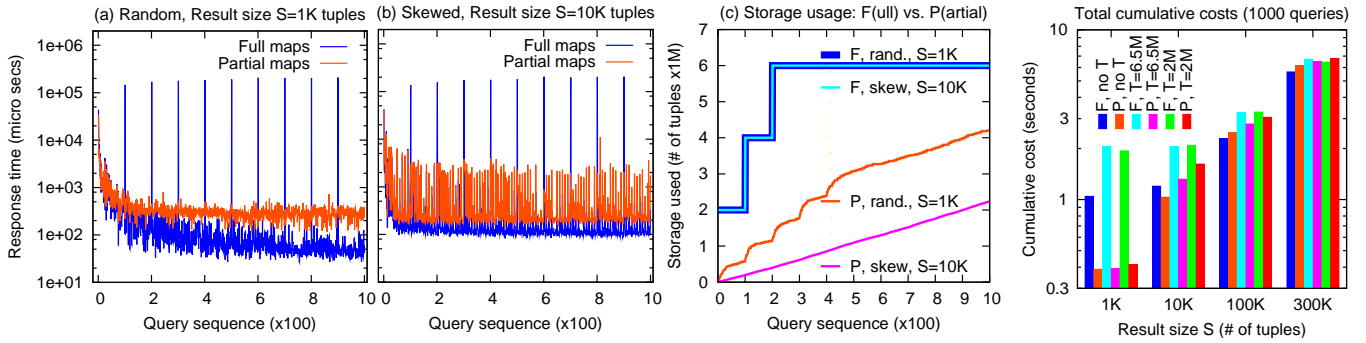 (a) Random, Result size S=1K tuples
Response time (micro secs)
1e+06
1e+05
1e+04
1e+03
1e+02
1e+01
Full maps
Partial maps
0 2 4 6 8 10
Query sequence (x100)
(b) Skewed, Result size S=10K tuples
Full maps
Partial maps
0 2 4 6 8 10
Query sequence (x100)
(c) Storage usage: F(ull) vs. P(artial)
Storage used (# of tuples x1M)
7
6
5
4
3
2
1
0
F, rand., S=1K
F, skew, S=10K
P, rand., S=1K
P, skew, S=10K
0 1 2 3 4 5 6 7 8 9 10
Query sequence (x100)
Total cumulative costs (1000 queries)
Cumulative cost (seconds)
10
3
1
0.3
F, no T
P, no T
F, T=6.5M
P, T=6.5M
F, T=2M
P, T=2M
1K 10K 100K 300K
Result size S (# of tuples)